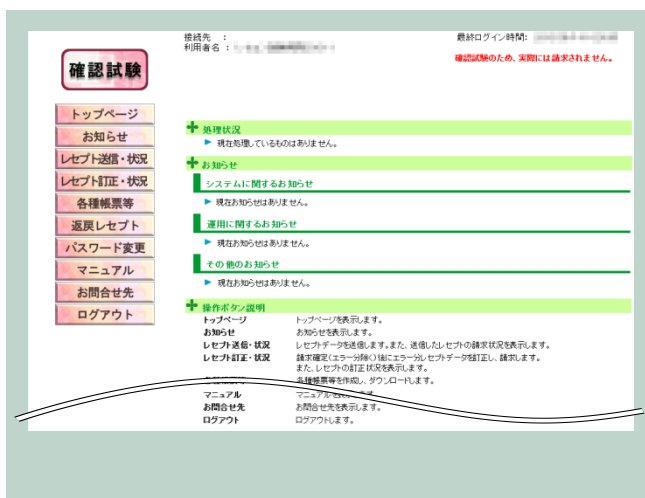 接続先 :
利用者名 :
最終ログイン時間:
確認試験のため、実際には請求されません。
確認試験
トップページ
お知らせ
レセプト送信・状況
レセプト訂正・状況
各種帳票等
返戻レセプト
パスワード変更
マニュアル
お問合せ先
ログアウト
処理状況
現在処理しているものはありません。
お知らせ
システムに関するお知らせ
現在お知らせはありません。
運用に関するお知らせ
現在お知らせはありません。
その他のお知らせ
現在お知らせはありません。
操作ボタン説明
トップページ トップページを表示します。
お知らせ お知らせを表示します。
レセプト送信・状況 レセプトデータを送信します。また、送信したレセプトの請求状況を表示します。
レセプト訂正・状況 請求確定(エラー分除く)後にエラー分レセプトデータを訂正し、請求します。
また、レセプトの訂正状況を表示します。
各種帳票等を作成し、ダウンロードします。
マニュアル マニュアルを表示します。
お問合せ先 お問合せ先を表示します。
ログアウト ログアウトします。